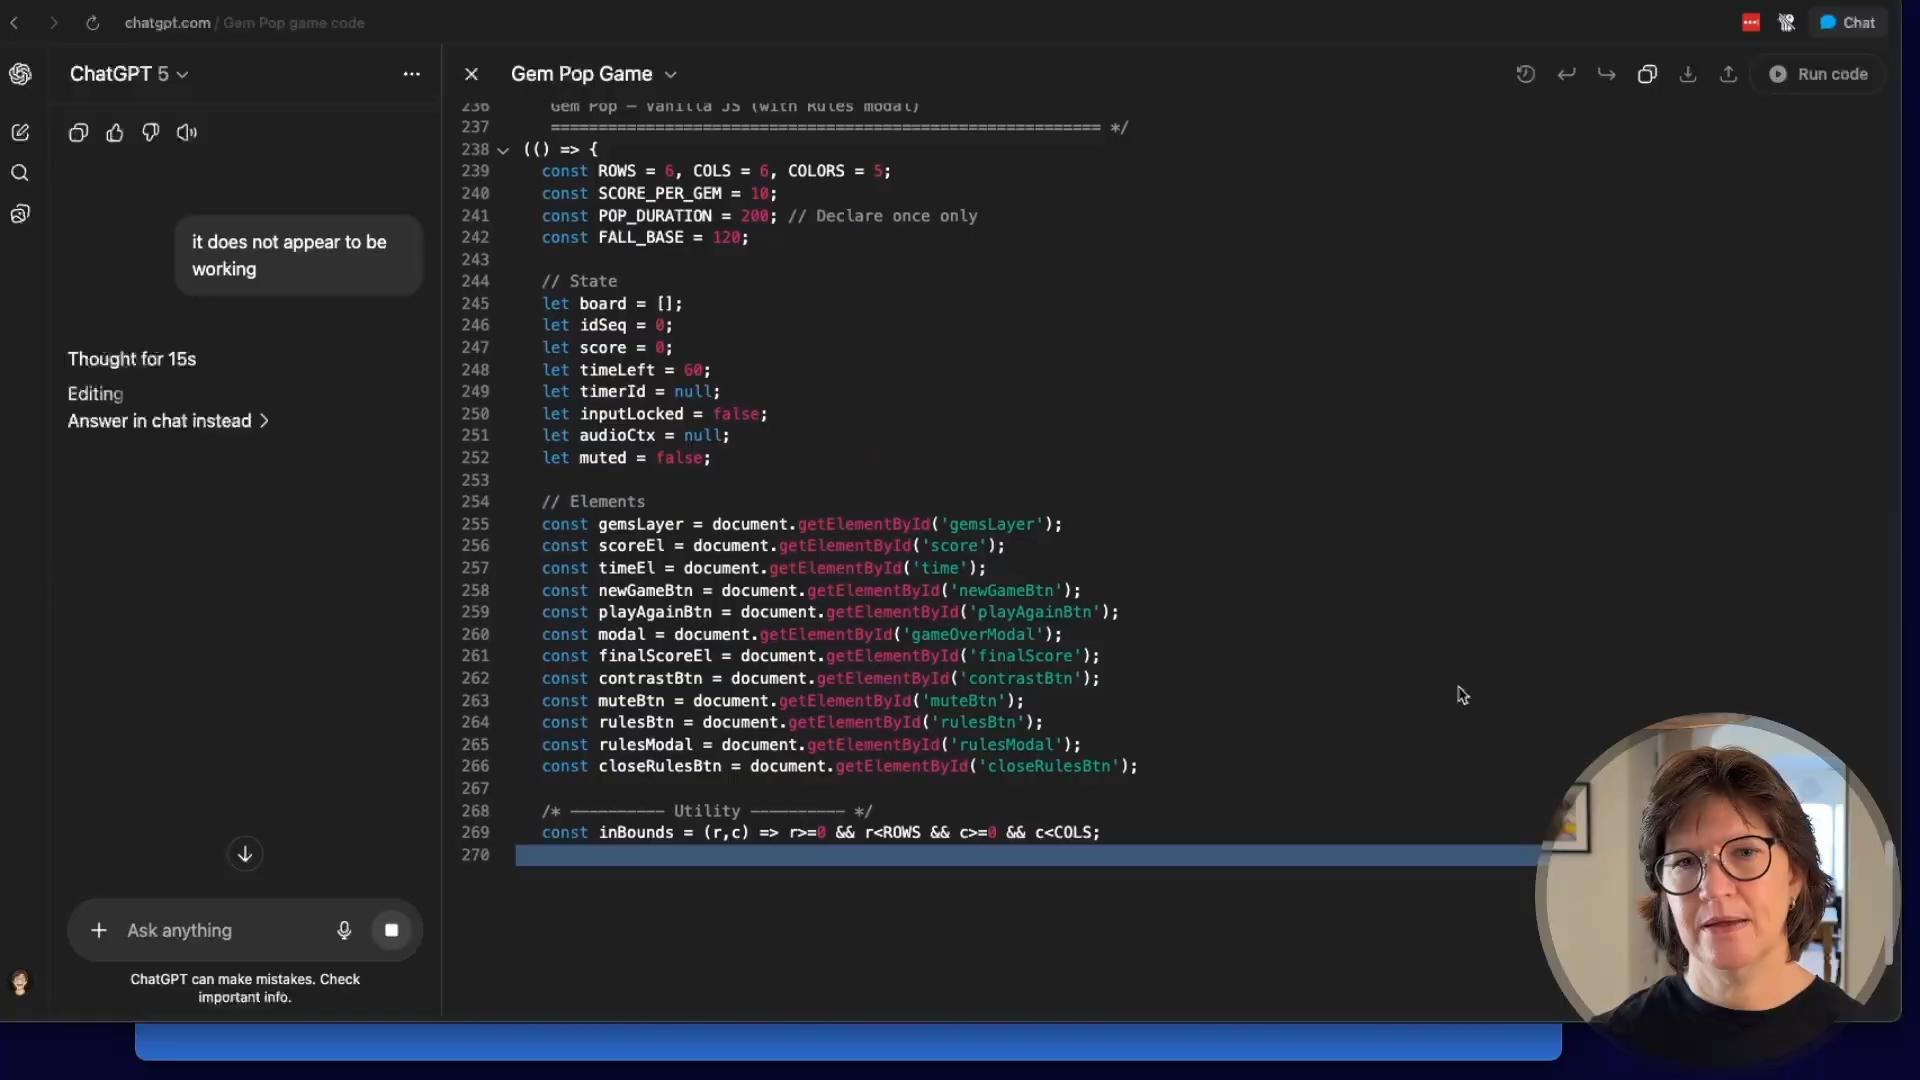 chatgpt.com / Gem Pop game code
Chat
ChatGPT 5
Gem Pop Game
Run code
it does not appear to be
working
Thought for 15s
Editing
Answer in chat instead
Ask anything
ChatGPT can make mistakes. Check
important info.
236 Gem Pop — Vanilla JS (with Rules modal)
237 ========================================================== */
238 (() => {
239 const ROWS = 6, COLS = 6, COLORS = 5;
240 const SCORE_PER_GEM = 10;
241 const POP_DURATION = 200; // Declare once only
242 const FALL_BASE = 120;
243
244 // State
245 let board = [];
246 let idSeq = 0;
247 let score = 0;
248 let timeLeft = 60;
249 let timerId = null;
250 let inputLocked = false;
251 let audioCtx = null;
252 let muted = false;
253
254 // Elements
255 const gemsLayer = document.getElementById('gemsLayer');
256 const scoreEl = document.getElementById('score');
257 const timeEl = document.getElementById('time');
258 const newGameBtn = document.getElementById('newGameBtn');
259 const playAgainBtn = document.getElementById('playAgainBtn');
260 const modal = document.getElementById('gameOverModal');
261 const finalScoreEl = document.getElementById('finalScore');
262 const contrastBtn = document.getElementById('contrastBtn');
263 const muteBtn = document.getElementById('muteBtn');
264 const rulesBtn = document.getElementById('rulesBtn');
265 const rulesModal = document.getElementById('rulesModal');
266 const closeRulesBtn = document.getElementById('closeRulesBtn');
267
268 /* —————————— Utility —————————— */
269 const inBounds = (r,c) => r>=0 && r<ROWS && c>=0 && c<COLS;
270